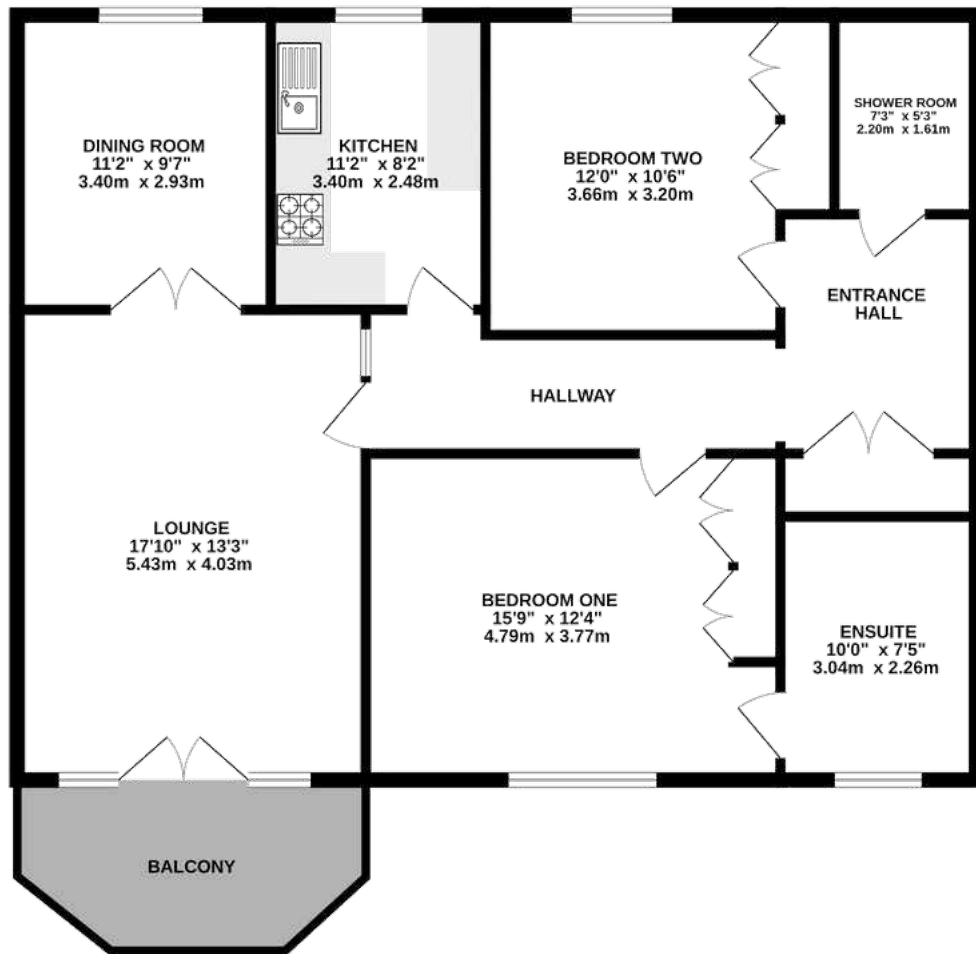 DINING ROOM
11'2" x 9'7"
3.40m x 2.93m
KITCHEN
11'2" x 8'2"
3.40m x 2.48m
BEDROOM TWO
12'0" x 10'6"
3.66m x 3.20m
SHOWER ROOM
7'3" x 5'3"
2.20m x 1.61m
ENTRANCE
HALL
HALLWAY
LOUNGE
17'10" x 13'3"
5.43m x 4.03m
BEDROOM ONE
15'9" x 12'4"
4.79m x 3.77m
ENSUITE
10'0" x 7'5"
3.04m x 2.26m
BALCONY